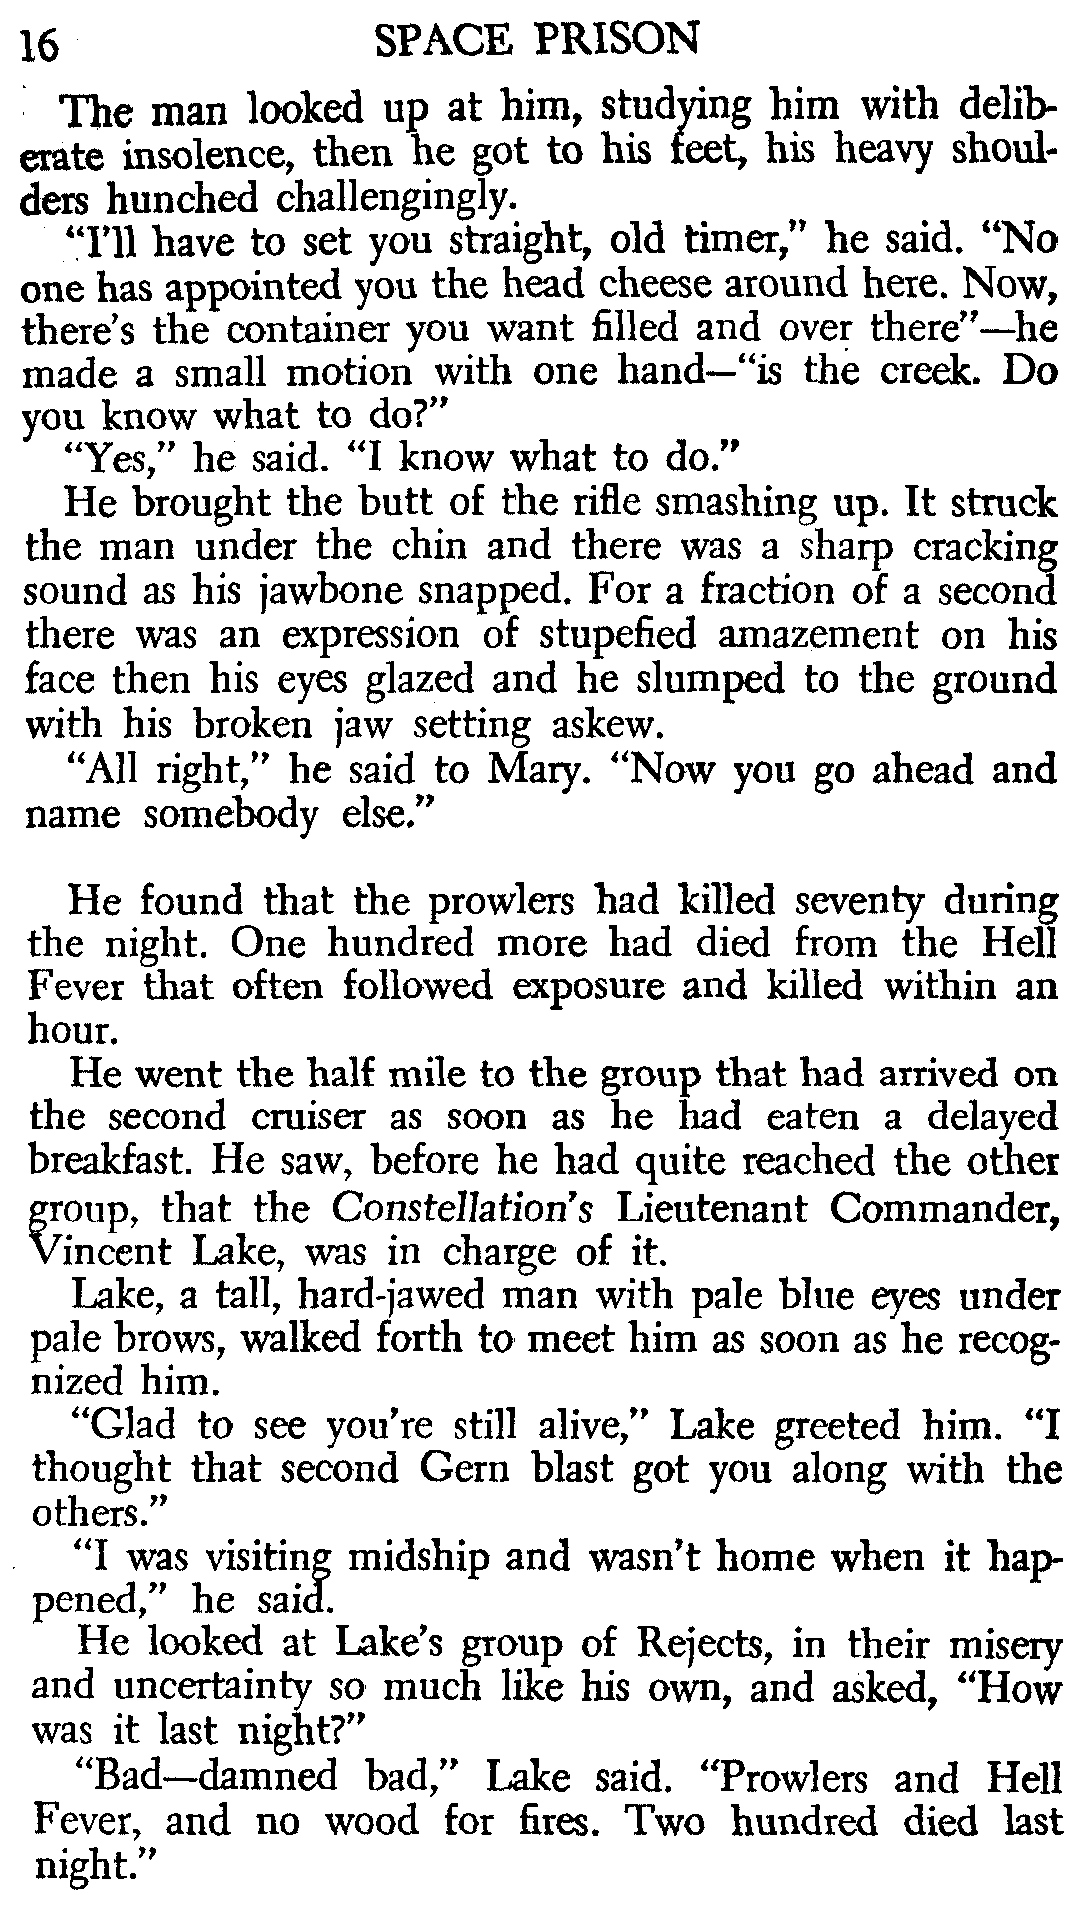 16 SPACE PRISON
The man looked up at him, studying him with delib-
erate insolence, then he got to his feet, his heavy shoul-
ders hunched challengingly.
“I’ll have to set you straight, old timer,” he said. “No
one has appointed you the head cheese around here. Now,
there’s the container you want filled and over there”—he
made a small motion with one hand—“is the creek. Do
you know what to do?”
“Yes,” he said. “I know what to do.”
He brought the butt of the rifle smashing up. It struck
the man under the chin and there was a sharp cracking
sound as his jawbone snapped. For a fraction of a second
there was an expression of stupefied amazement on his
face then his eyes glazed and he slumped to the ground
with his broken jaw setting askew.
“All right,” he said to Mary. “Now you go ahead and
name somebody else.”
He found that the prowlers had killed seventy during
the night. One hundred more had died from the Hell
Fever that often followed exposure and killed within an
hour.
He went the half mile to the group that had arrived on
the second cruiser as soon as he had eaten a delayed
breakfast. He saw, before he had quite reached the other
group, that the Constellation’s Lieutenant Commander,
Vincent Lake, was in charge of it.
Lake, a tall, hard-jawed man with pale blue eyes under
pale brows, walked forth to meet him as soon as he recog-
nized him.
“Glad to see you’re still alive,” Lake greeted him. “I
thought that second Gern blast got you along with the
others.”
“I was visiting midship and wasn’t home when it hap-
pened,” he said.
He looked at Lake’s group of Rejects, in their misery
and uncertainty so much like his own, and asked, “How
was it last night?”
“Bad—damned bad,” Lake said. “Prowlers and Hell
Fever, and no wood for fires. Two hundred died last
night.”